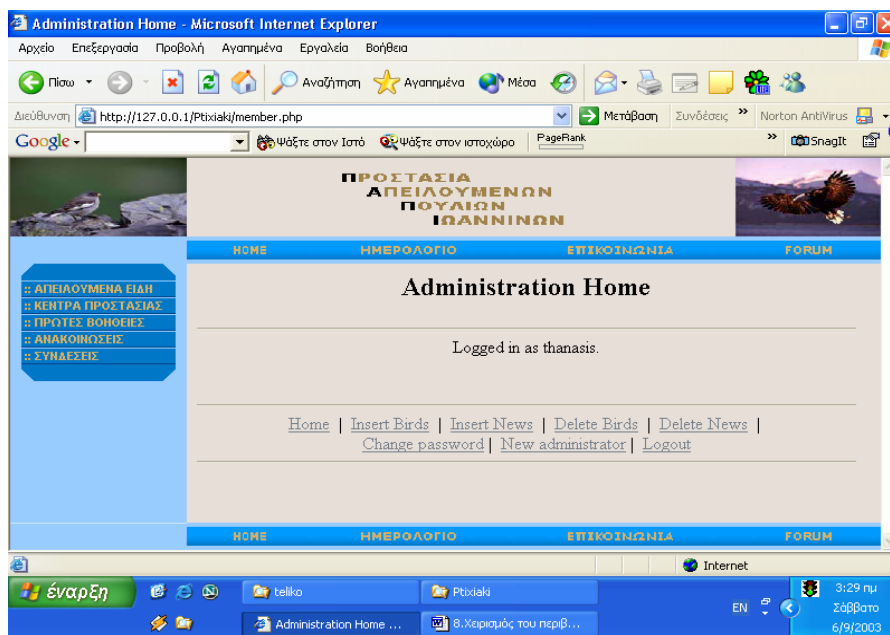 Administration Home - Microsoft Internet Explorer
Αρχείο Επεξεργασία Προβολή Αγαπημένα Εργαλεία Βοήθεια
Πίσω Αναζήτηση Αγαπημένα Μέσα
Διεύθυνση http://127.0.0.1/Ptixiaki/member.php Μετάβαση Συνδέσεις » Norton AntiVirus
Google Ψάξτε στον Ιστό Ψάξτε στον ιστοχώρο PageRank » SnagIt
ΠΡΟΣΤΑΣΙΑ
ΑΠΕΙΛΟΥΜΕΝΩΝ
ΠΟΥΛΙΩΝ
ΙΩΑΝΝΙΝΩΝ
HOME ΗΜΕΡΟΛΟΓΙΟ ΕΠΙΚΟΙΝΩΝΙΑ FORUM
:: ΑΠΕΙΛΟΥΜΕΝΑ ΕΙΔΗ
:: ΚΕΝΤΡΑ ΠΡΟΣΤΑΣΙΑΣ
:: ΠΡΩΤΕΣ ΒΟΗΘΕΙΕΣ
:: ΑΝΑΚΟΙΝΩΣΕΙΣ
:: ΣΥΝΔΕΣΕΙΣ
Administration Home
Logged in as thanasis.
Home | Insert Birds | Insert News | Delete Birds | Delete News |
Change password | New administrator | Logout
HOME ΗΜΕΡΟΛΟΓΙΟ ΕΠΙΚΟΙΝΩΝΙΑ FORUM
Internet
έναρξη teliko Ptixiaki
Administration Home ... 8.Χειρισμός του περιβ...
EN
3:29 πμ
Σάββατο
6/9/2003